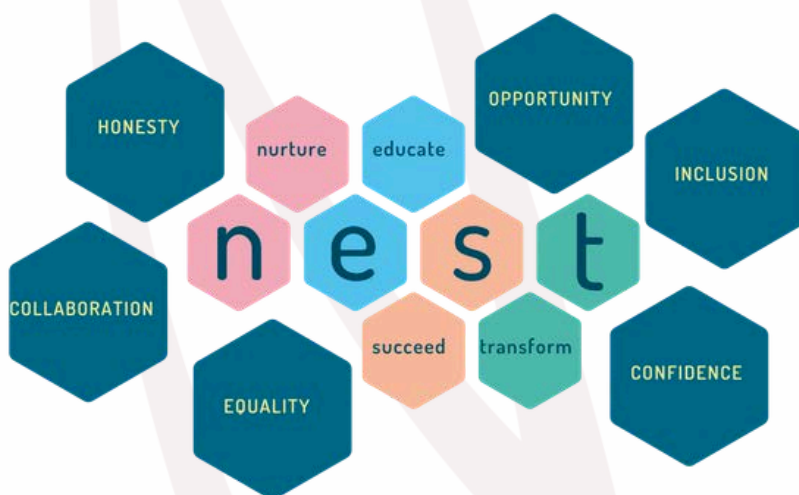 OPPORTUNITY
HONESTY
nurture
educate
INCLUSION
n e s t
COLLABORATION
succeed
transform
CONFIDENCE
EQUALITY